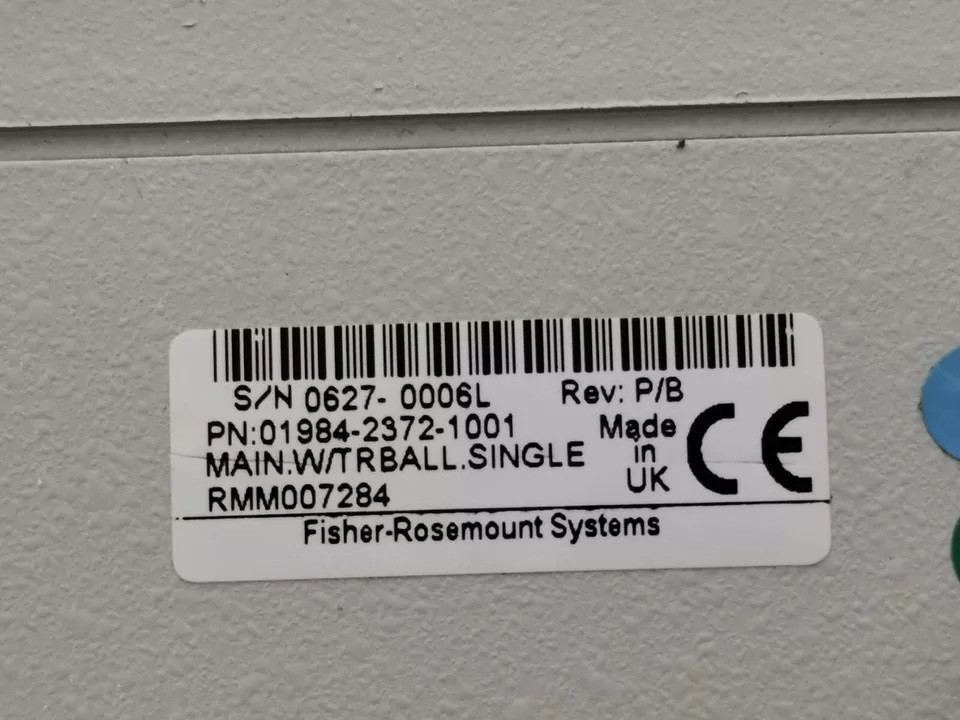 S/N 0627- 0006L Rev: P/B
PN:01984-2372-1001 Made
MAIN.W/TRBALL.SINGLE in
RMM007284 UK CE
Fisher-Rosemount Systems